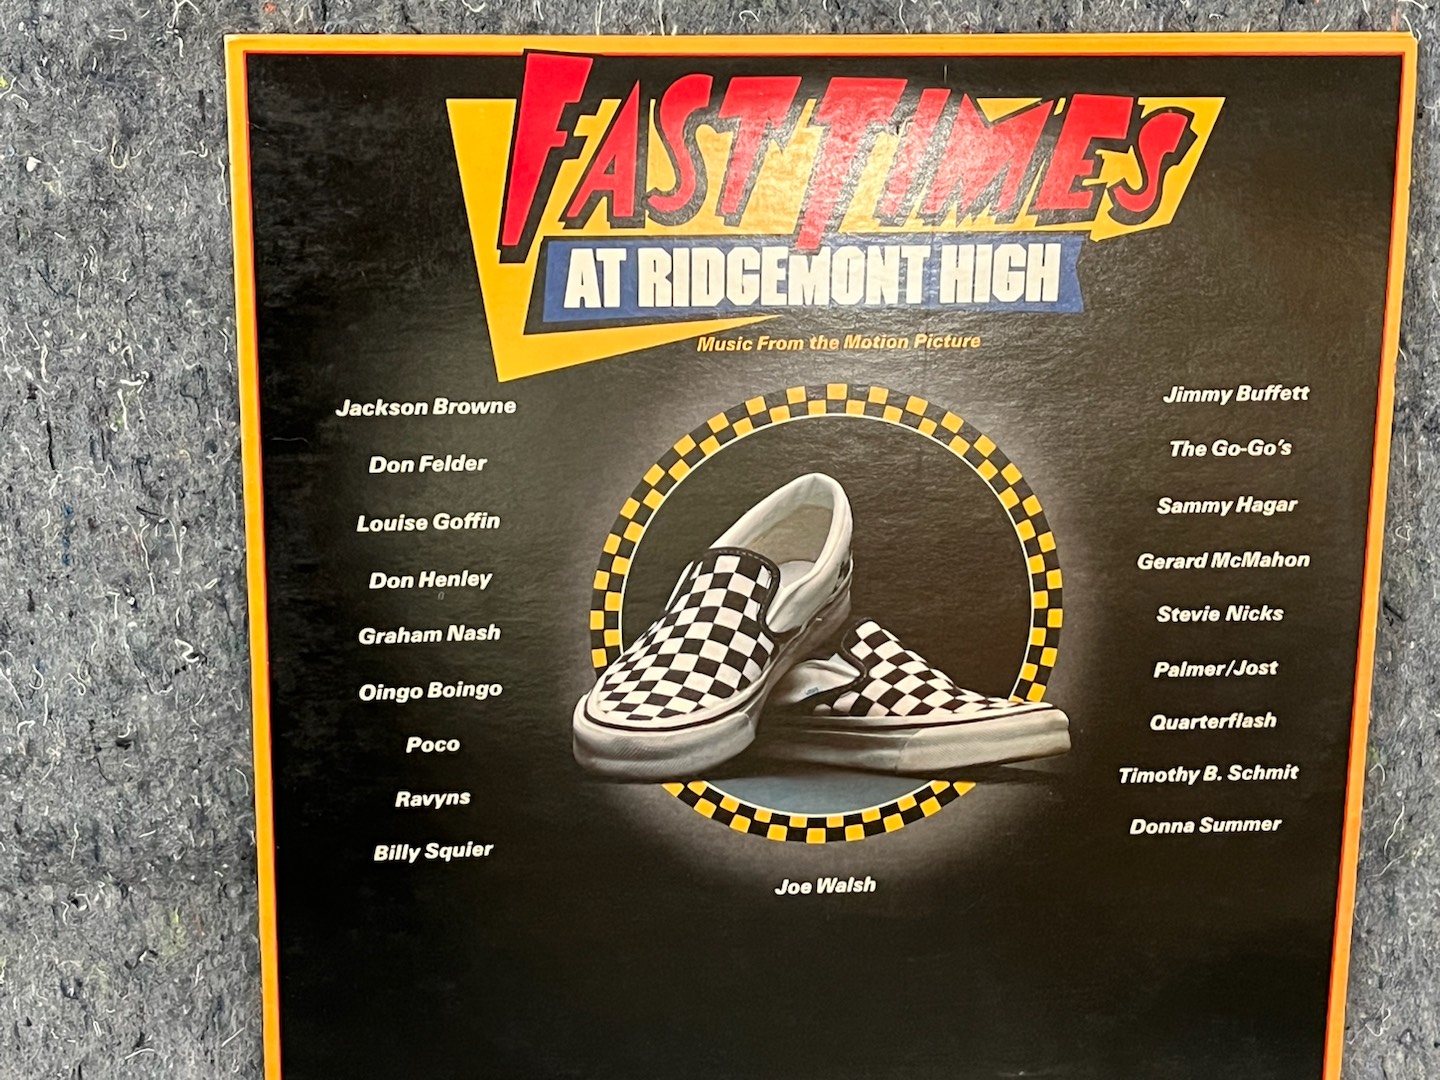 FAST TIMES
AT RIDGEMONT HIGH
Music From the Motion Picture
Jackson Browne
Don Felder
Louise Goffin
Don Henley
Graham Nash
Oingo Boingo
Poco
Ravyns
Billy Squier
Jimmy Buffett
The Go-Go's
Sammy Hagar
Gerard McMahon
Stevie Nicks
Palmer/Jost
Quarterflash
Timothy B. Schmit
Donna Summer
Joe Walsh